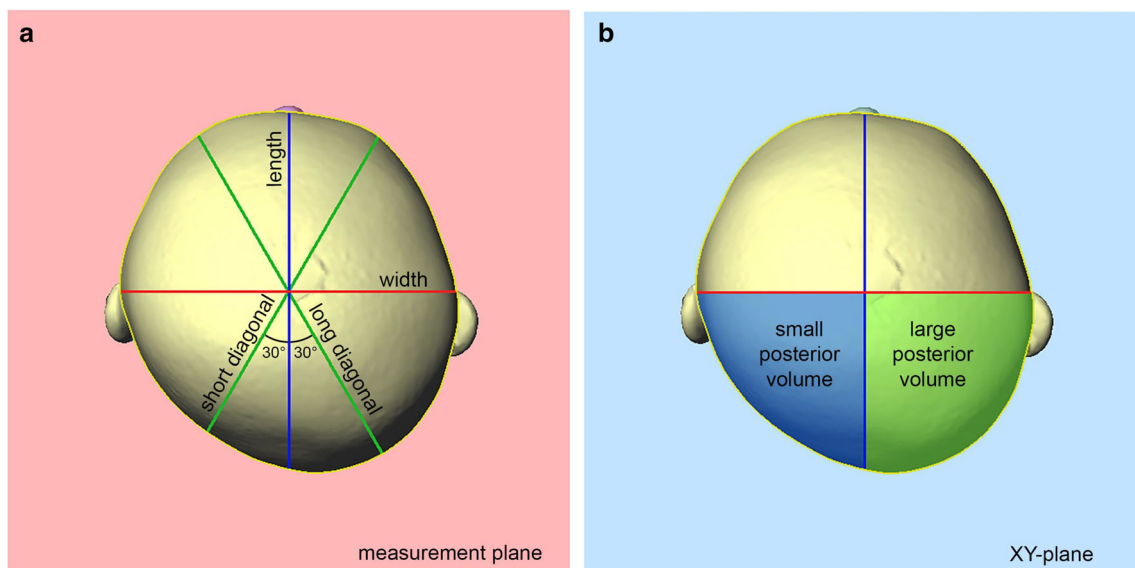 a
length
width
short diagonal
long diagonal
30° 30°
measurement plane
b
small
posterior
volume
large
posterior
volume
XY-plane